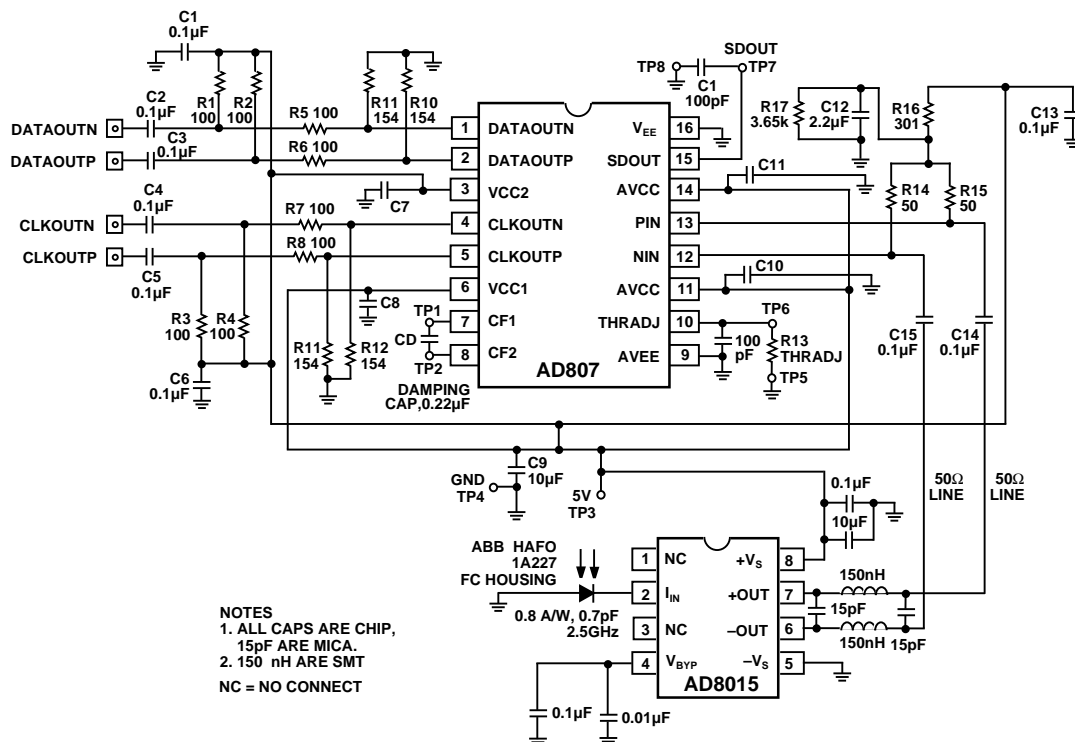 C1
0.1µF
SDOUT
TP8
TP7
C1
100pF
C2
0.1µF
R1
100
R2
100
R5 100
R11
154
R10
154
R17
3.65k
C12
2.2µF
R16
301
C13
0.1µF
DATAOUTN
C3
0.1µF
R6 100
DATAOUTP
1
DATAOUTN
VEE
16
2
DATAOUTP
SDOUT
15
C11
C7
3
VCC2
AVCC
14
R14
50
R15
50
C4
0.1µF
CLKOUTN
R7 100
4
CLKOUTN
PIN
13
CLKOUTP
R8 100
5
CLKOUTP
NIN
12
C5
0.1µF
C10
C8
6
VCC1
AVCC
11
TP1
TP6
7
CF1
THRADJ
10
R3
100
R4
100
CD
C15
0.1µF
C14
0.1µF
100
pF
R13
THRADJ
R11
154
R12
154
TP2
8
CF2
AVEE
9
TP5
AD807
C6
0.1µF
DAMPING
CAP,0.22µF
C9
10µF
GND
TP4
5V
TP3
50Ω
LINE
50Ω
LINE
0.1µF
10µF
ABB HAFO
1A227
FC HOUSING
1
NC
+VS
8
150nH
2
IIN
+OUT
7
0.8 A/W, 0.7pF
2.5GHz
15pF
3
NC
–OUT
6
150nH
15pF
4
VBYP
–VS
5
AD8015
0.1µF
0.01µF
NOTES
1. ALL CAPS ARE CHIP,
15pF ARE MICA.
2. 150 nH ARE SMT
NC = NO CONNECT